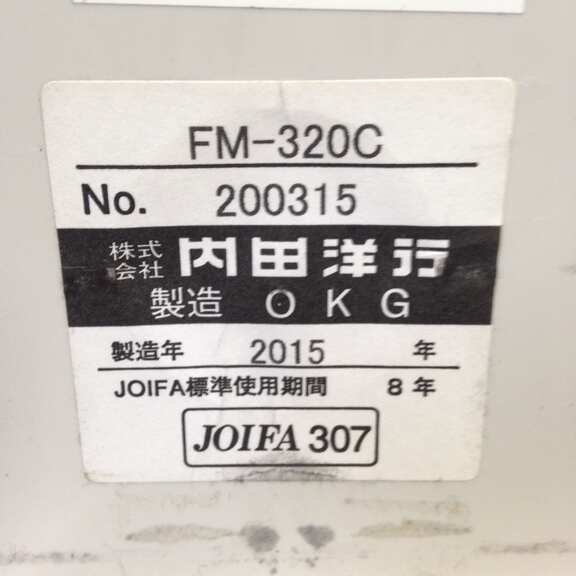 FM-320C
No. 200315
株式会社 内田洋行
製造 OKG
製造年 2015 年
JOIFA標準使用期間 8年
JOIFA 307